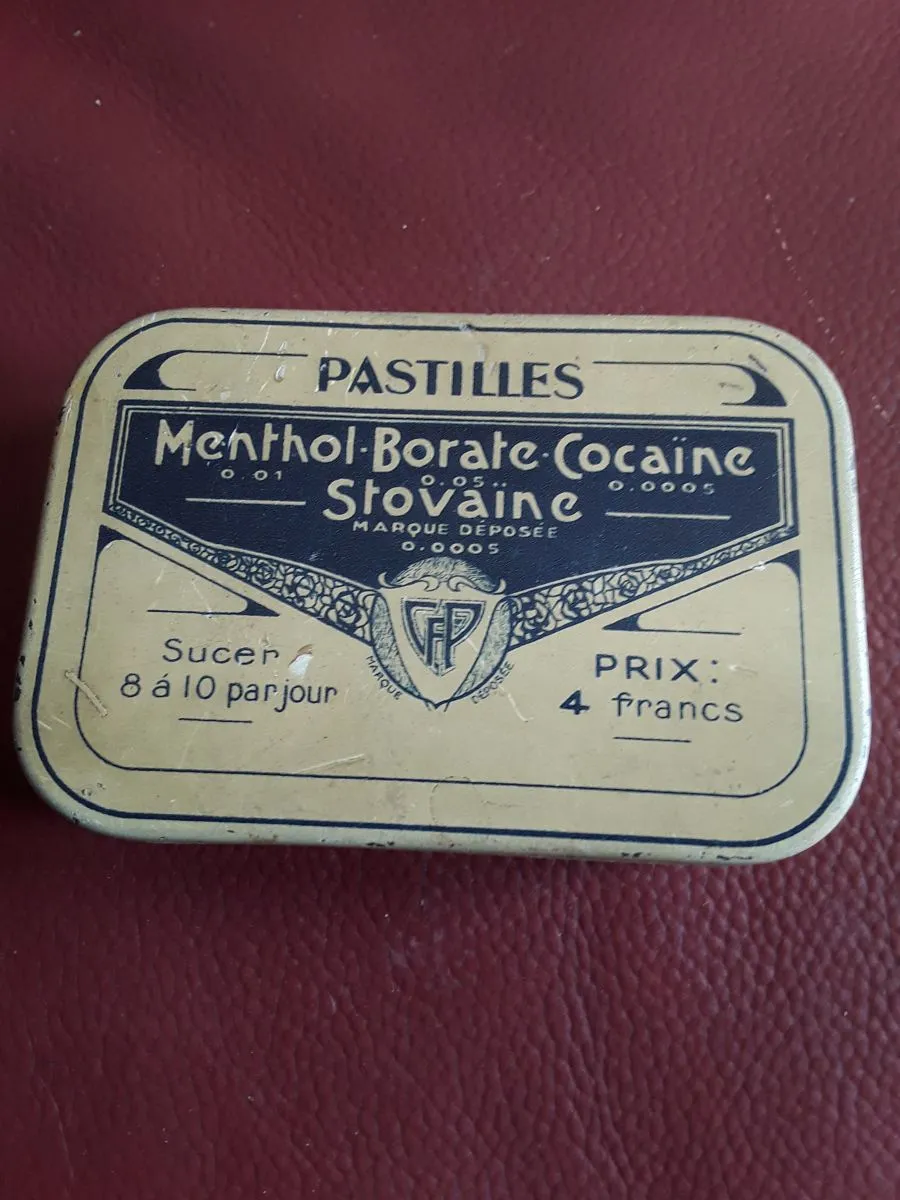 PASTILLES
Menthol-Borate-Cocaïne
0.01 0.05 0.0005
Stovaïne
MARQUE DÉPOSÉE
0.0005
Sucer
8 á 10 par jour
MARQUE DÉPOSÉE
PRIX:
4 francs